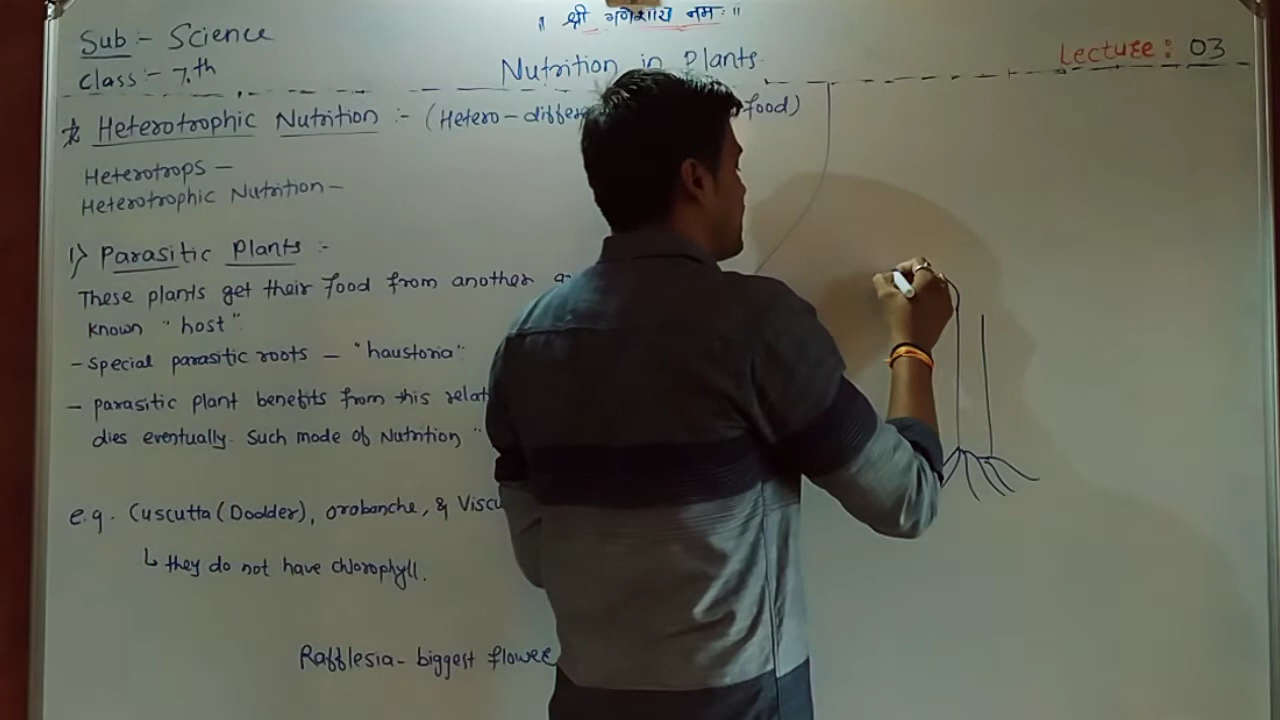 ॥ श्री गणेशाय नमः ॥
Sub :- Science
Class :- 7.th
Nutrition in Plants
Lecture : 03
* Heterotrophic Nutrition :- (Hetero - differ food)
Heterotrops -
Heterotrophic Nutrition -
1) Parasitic Plants :-
These plants get their food from another
known "host".
- Special parasitic roots - "haustoria"
- parasitic plant benefits from this relat
dies eventually. Such mode of Nutrition "
e.g. Cuscutta (Dodder), orobanche, & Viscu
↳ they do not have chlorophyll.
Rafflesia - biggest flower